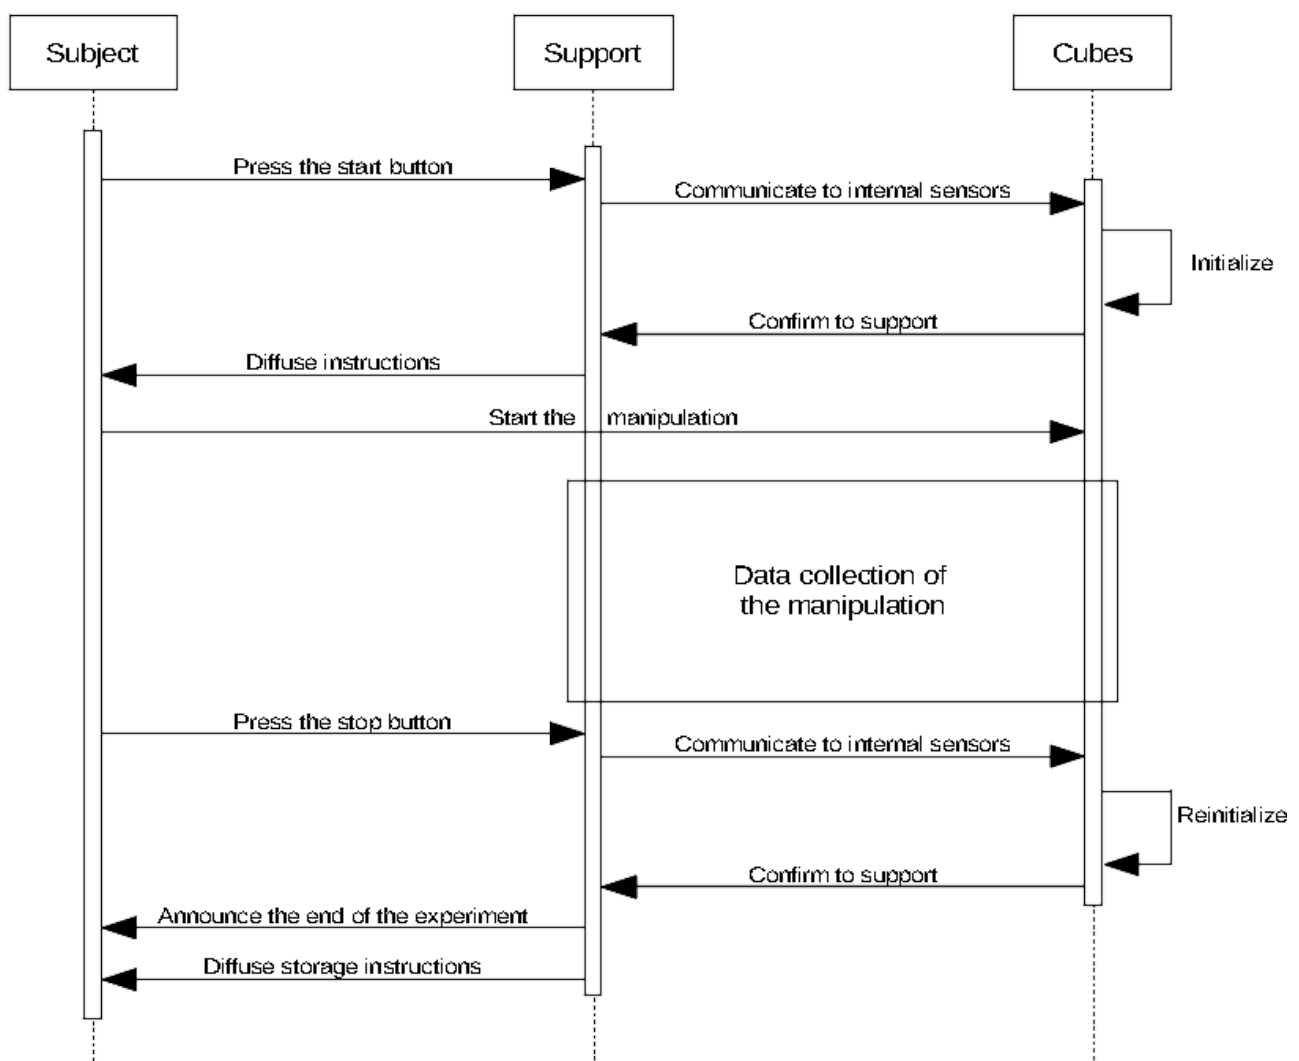 Subject
Support
Cubes
Press the start button
Communicate to internal sensors
Initialize
Confirm to support
Diffuse instructions
Start the manipulation
Data collection of
the manipulation
Press the stop button
Communicate to internal sensors
Reinitialize
Confirm to support
Announce the end of the experiment
Diffuse storage instructions